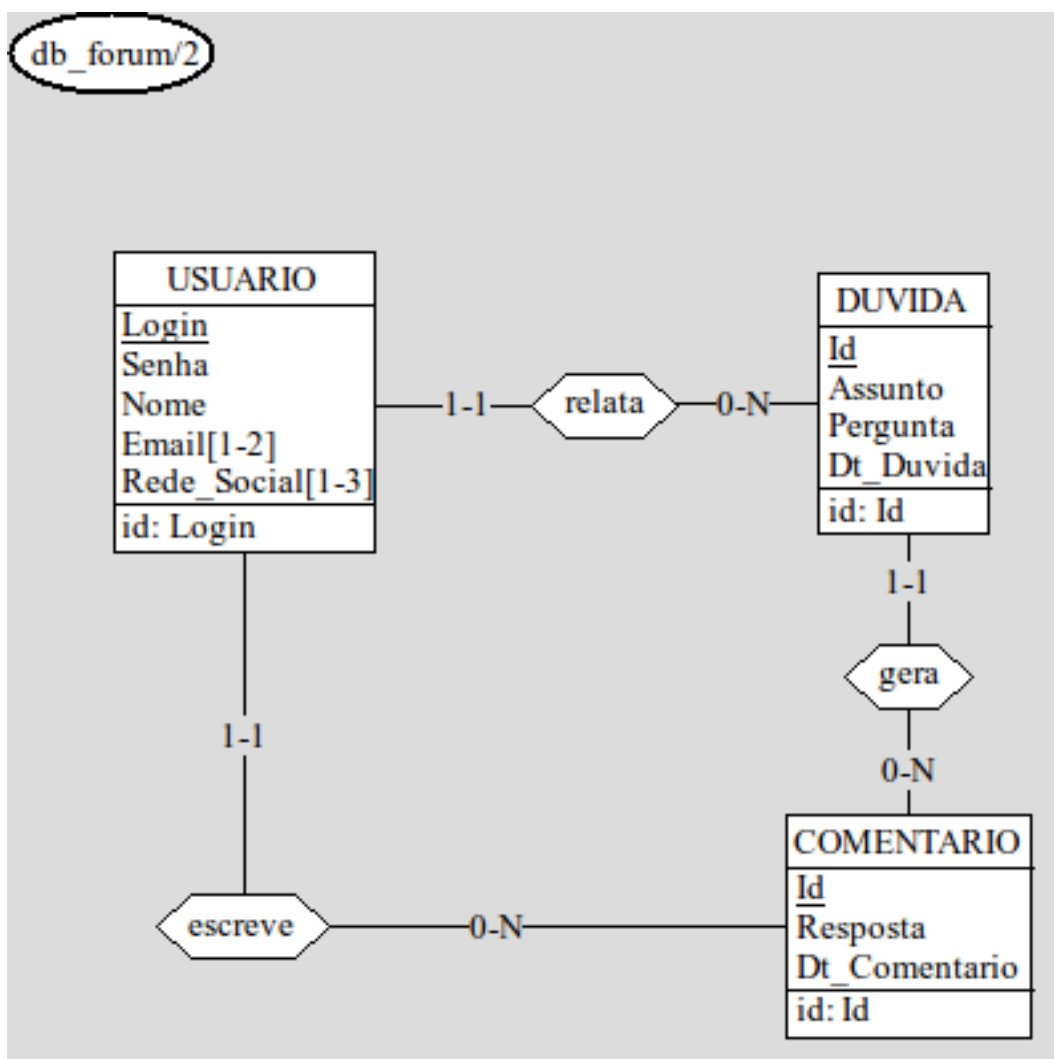 db_forum/2
USUARIO
Login
Senha
Nome
Email[1-2]
Rede_Social[1-3]
id: Login
1-1
relata
0-N
DUVIDA
Id
Assunto
Pergunta
Dt_Duvida
id: Id
1-1
gera
0-N
1-1
escreve
0-N
COMENTARIO
Id
Resposta
Dt_Comentario
id: Id